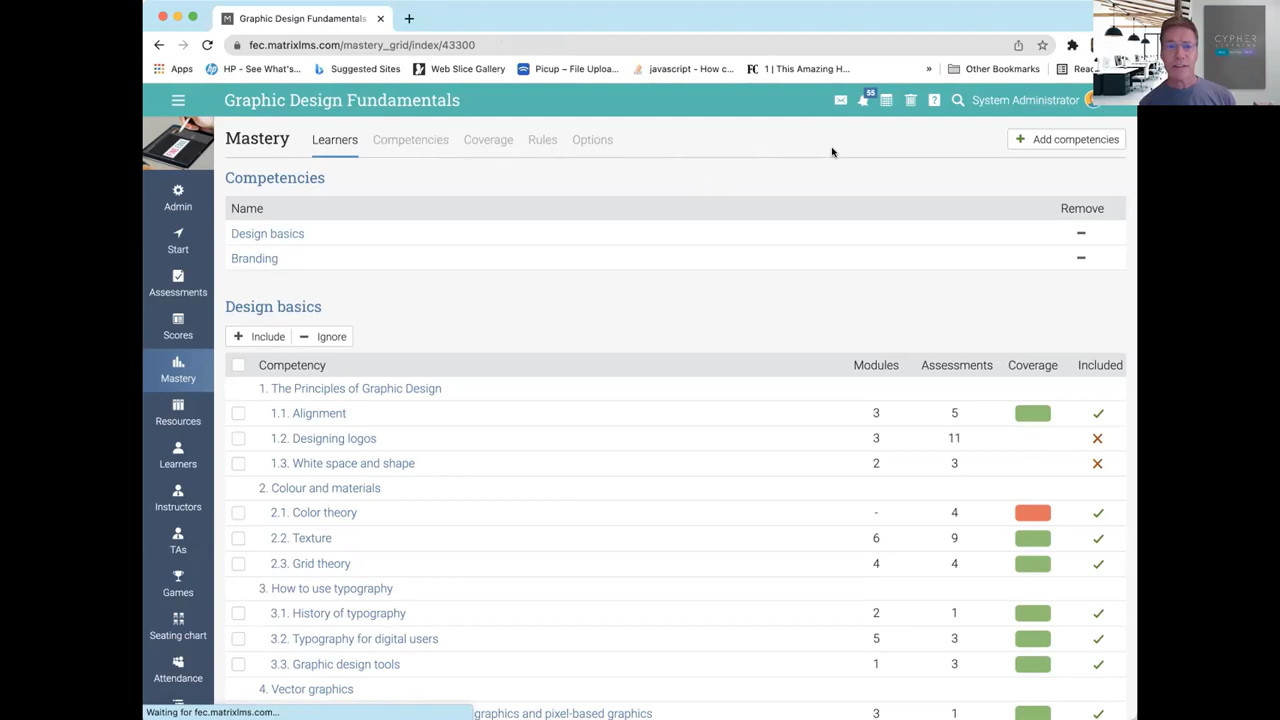 Graphic Design Fundamentals
fec.matrixlms.com/mastery_grid/index/43300
Apps
HP - See What's...
Suggested Sites
VoiceSlice Gallery
Picup – File Uploa...
javascript - How c...
1 | This Amazing H...
»
Other Bookmarks
CYPHER
Graphic Design Fundamentals
55
System Administrator
Mastery
Learners
Competencies
Coverage
Rules
Options
+ Add competencies
Competencies
Name Remove
Design basics
Branding
Design basics
+ Include
− Ignore
Competency Modules Assessments Coverage Included
1. The Principles of Graphic Design
1.1. Alignment 3 5
1.2. Designing logos 3 11
1.3. White space and shape 2 3
2. Colour and materials
2.1. Color theory - 4
2.2. Texture 6 9
2.3. Grid theory 4 4
3. How to use typography
3.1. History of typography 2 1
3.2. Typography for digital users 5 3
3.3. Graphic design tools 1 3
4. Vector graphics
graphics and pixel-based graphics 3 1
Admin
Start
Assessments
Scores
Mastery
Resources
Learners
Instructors
TAs
Games
Seating chart
Attendance
Waiting for fec.matrixlms.com...